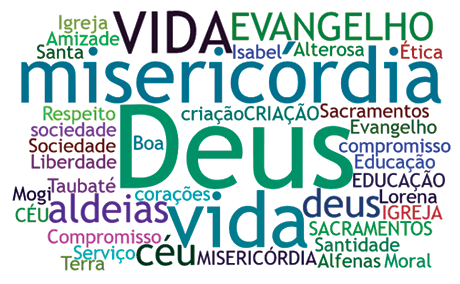 Igreja VIDA EVANGELHO
Amizade Isabel Alterosa Ética
Santa
misericórdia
Respeito criação CRIAÇÃO Sacramentos
sociedade Deus Evangelho
Sociedade Boa compromisso
Liberdade Educação
Taubaté corações EDUCAÇÃO
Mogi aldeias vida deus Lorena
CÉU IGREJA
Compromisso SACRAMENTOS
Serviço céu MISERICÓRDIA Santidade
Terra Alfenas Moral